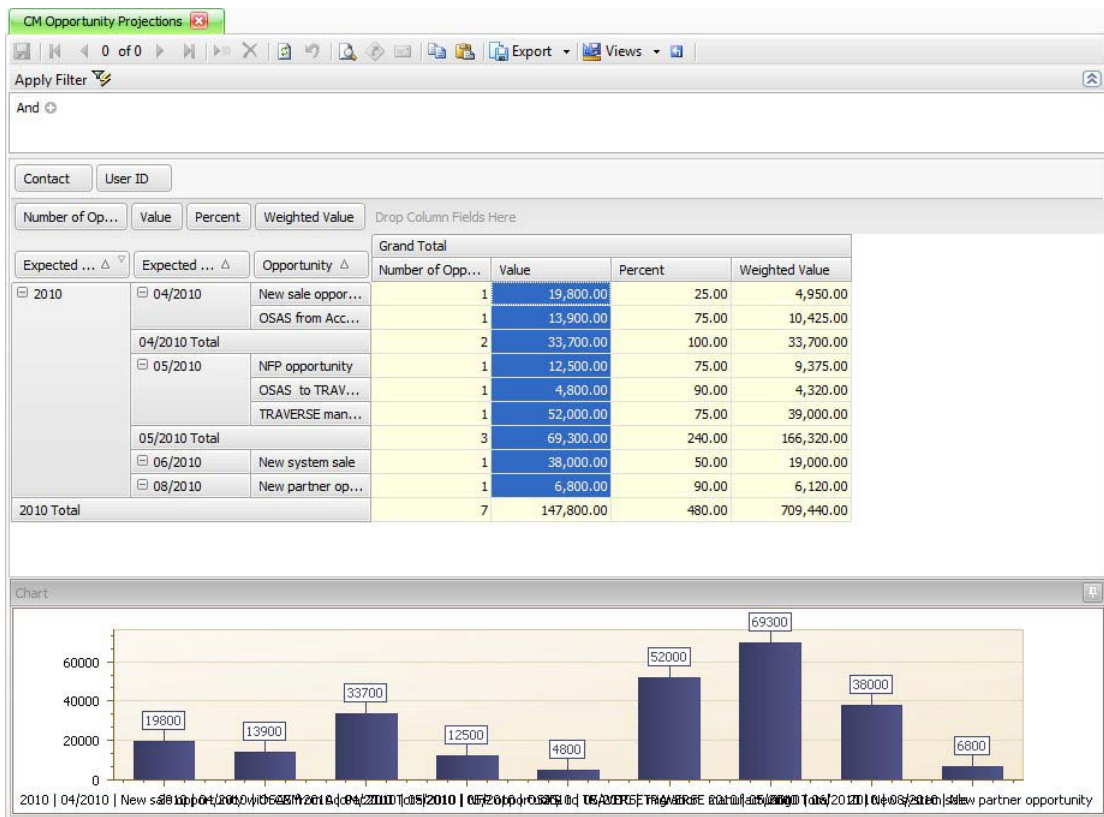 CM Opportunity Projections
0 of 0 Export Views
Apply Filter
And
Contact User ID
Number of Op... Value Percent Weighted Value Drop Column Fields Here
Grand Total
Expected ... Expected ... Opportunity Number of Opp... Value Percent Weighted Value
2010 04/2010 New sale oppor... 1 19,800.00 25.00 4,950.00
OSAS from Acc... 1 13,900.00 75.00 10,425.00
04/2010 Total 2 33,700.00 100.00 33,700.00
05/2010 NFP opportunity 1 12,500.00 75.00 9,375.00
OSAS to TRAV... 1 4,800.00 90.00 4,320.00
TRAVERSE man... 1 52,000.00 75.00 39,000.00
05/2010 Total 3 69,300.00 240.00 166,320.00
06/2010 New system sale 1 38,000.00 50.00 19,000.00
08/2010 New partner op... 1 6,800.00 90.00 6,120.00
2010 Total 7 147,800.00 480.00 709,440.00
Chart
69300
60000
52000
40000
38000
33700
20000
19800
13900
12500
4800
6800
0
2010 | 04/2010 | New partner opportunity